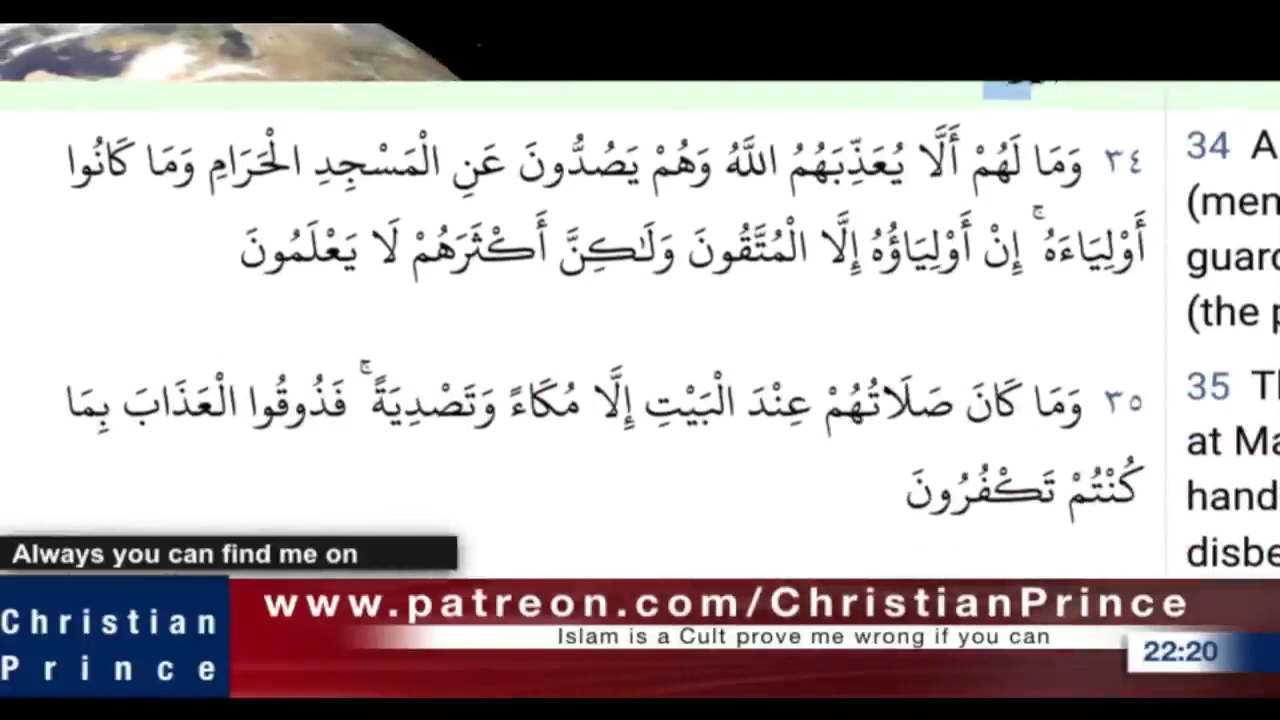 ٣٤ وَمَا لَهُمْ أَلَّا يُعَذِّبَهُمُ اللَّهُ وَهُمْ يَصُدُّونَ عَنِ الْمَسْجِدِ الْحَرَامِ وَمَا كَانُوا
أَوْلِيَاءَهُ ۚ إِنْ أَوْلِيَاؤُهُ إِلَّا الْمُتَّقُونَ وَلَٰكِنَّ أَكْثَرَهُمْ لَا يَعْلَمُونَ
٣٥ وَمَا كَانَ صَلَاتُهُمْ عِنْدَ الْبَيْتِ إِلَّا مُكَاءً وَتَصْدِيَةً ۚ فَذُوقُوا الْعَذَابَ بِمَا
كُنْتُمْ تَكْفُرُونَ
34 A
(men
guard
(the p
35 Th
at Ma
hand
disbe
Always you can find me on
Christian
Prince
www.patreon.com/ChristianPrince
Islam is a Cult prove me wrong if you can
22:20